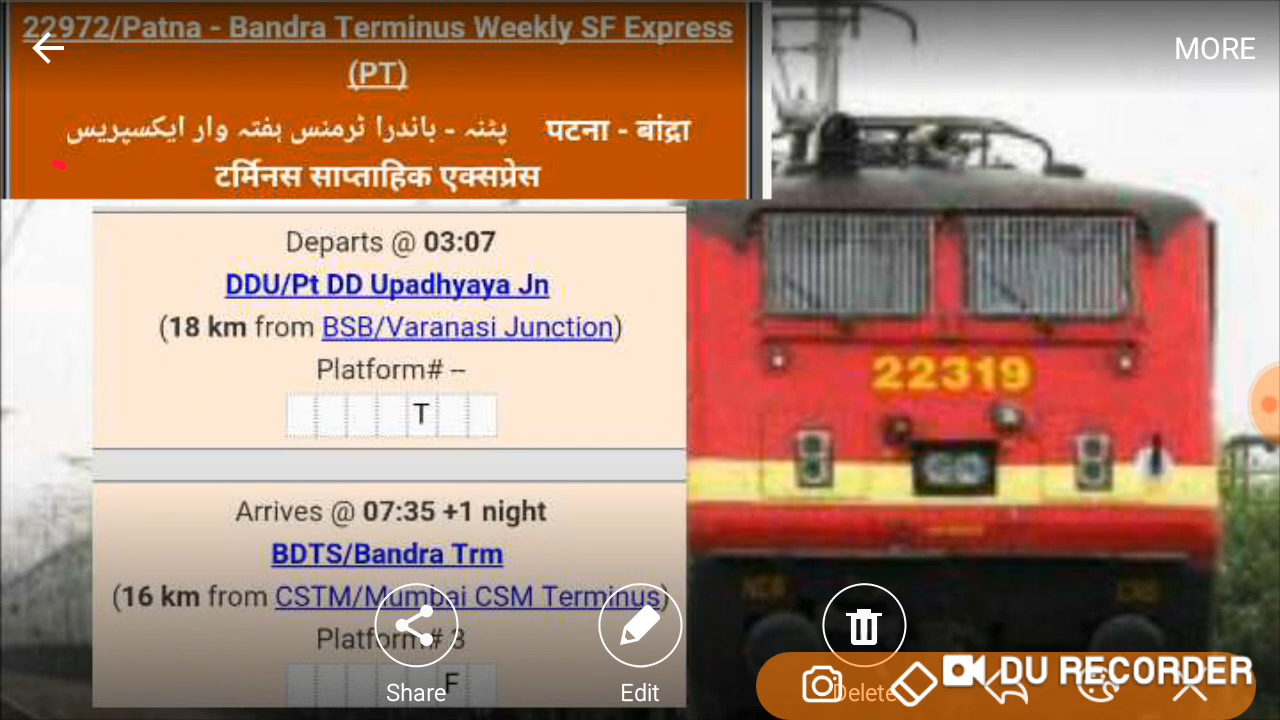 22972/Patna - Bandra Terminus Weekly SF Express
(PT)
MORE
پٹنہ - باندرا ٹرمنس ہفتہ وار ایکسپریس पटना - बांद्रा
टर्मिनस साप्ताहिक एक्सप्रेस
Departs @ 03:07
DDU/Pt DD Upadhyaya Jn
(18 km from BSB/Varanasi Junction)
Platform# --
T
22319
Arrives @ 07:35 +1 night
BDTS/Bandra Trm
(16 km from CSTM/Mumbai CSM Terminus)
Platform# 3
F
Share
Edit
Delete
DU RECORDER